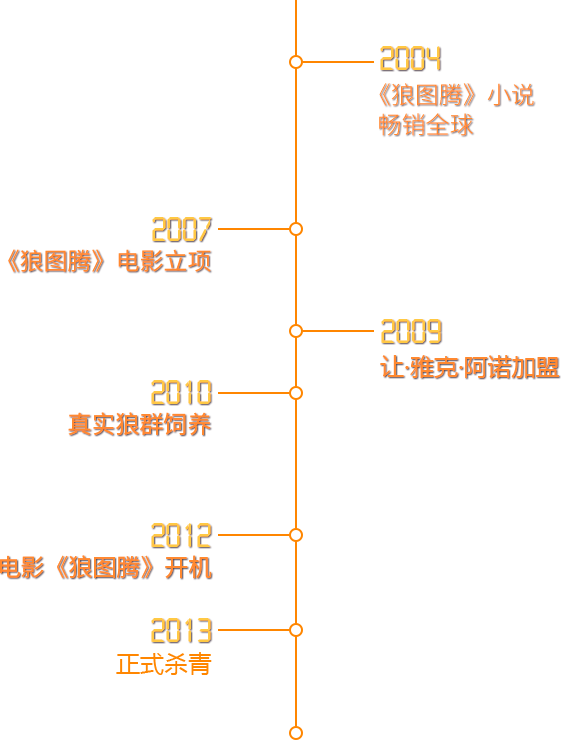 2004
《狼图腾》小说
畅销全球
2007
《狼图腾》电影立项
2009
让·雅克·阿诺加盟
2010
真实狼群饲养
2012
电影《狼图腾》开机
2013
正式杀青